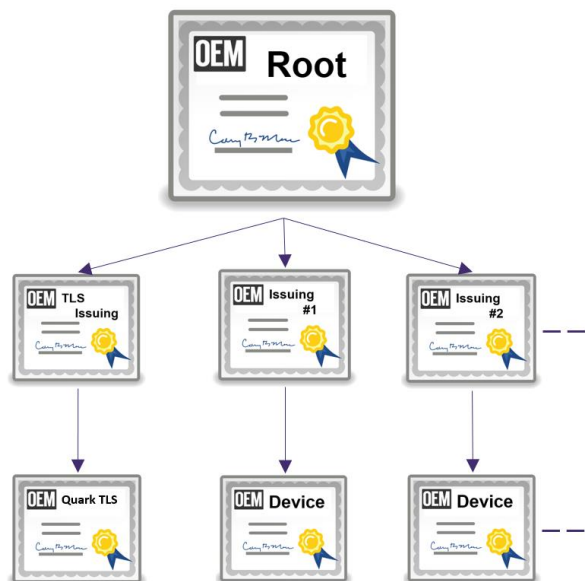 OEM Root
OEM TLS
Issuing
OEM Issuing
#1
OEM Issuing
#2
OEM Quark TLS
OEM Device
OEM Device